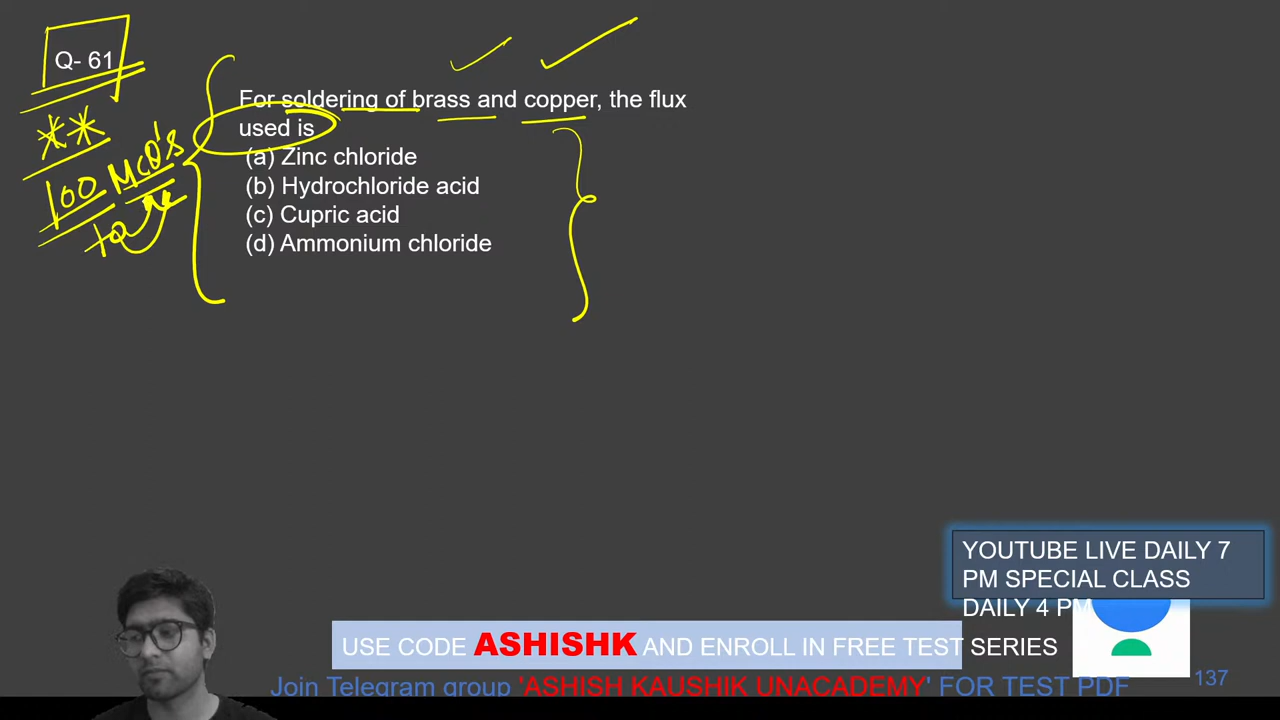 Q- 61
**
100 MCQ's
For soldering of brass and copper, the flux
used is
(a) Zinc chloride
(b) Hydrochloride acid
(c) Cupric acid
(d) Ammonium chloride
YOUTUBE LIVE DAILY 7
PM SPECIAL CLASS
DAILY 4 PM
USE CODE ASHISHK AND ENROLL IN FREE TEST SERIES
Join Telegram group 'ASHISH KAUSHIK UNACADEMY' FOR TEST PDF
137